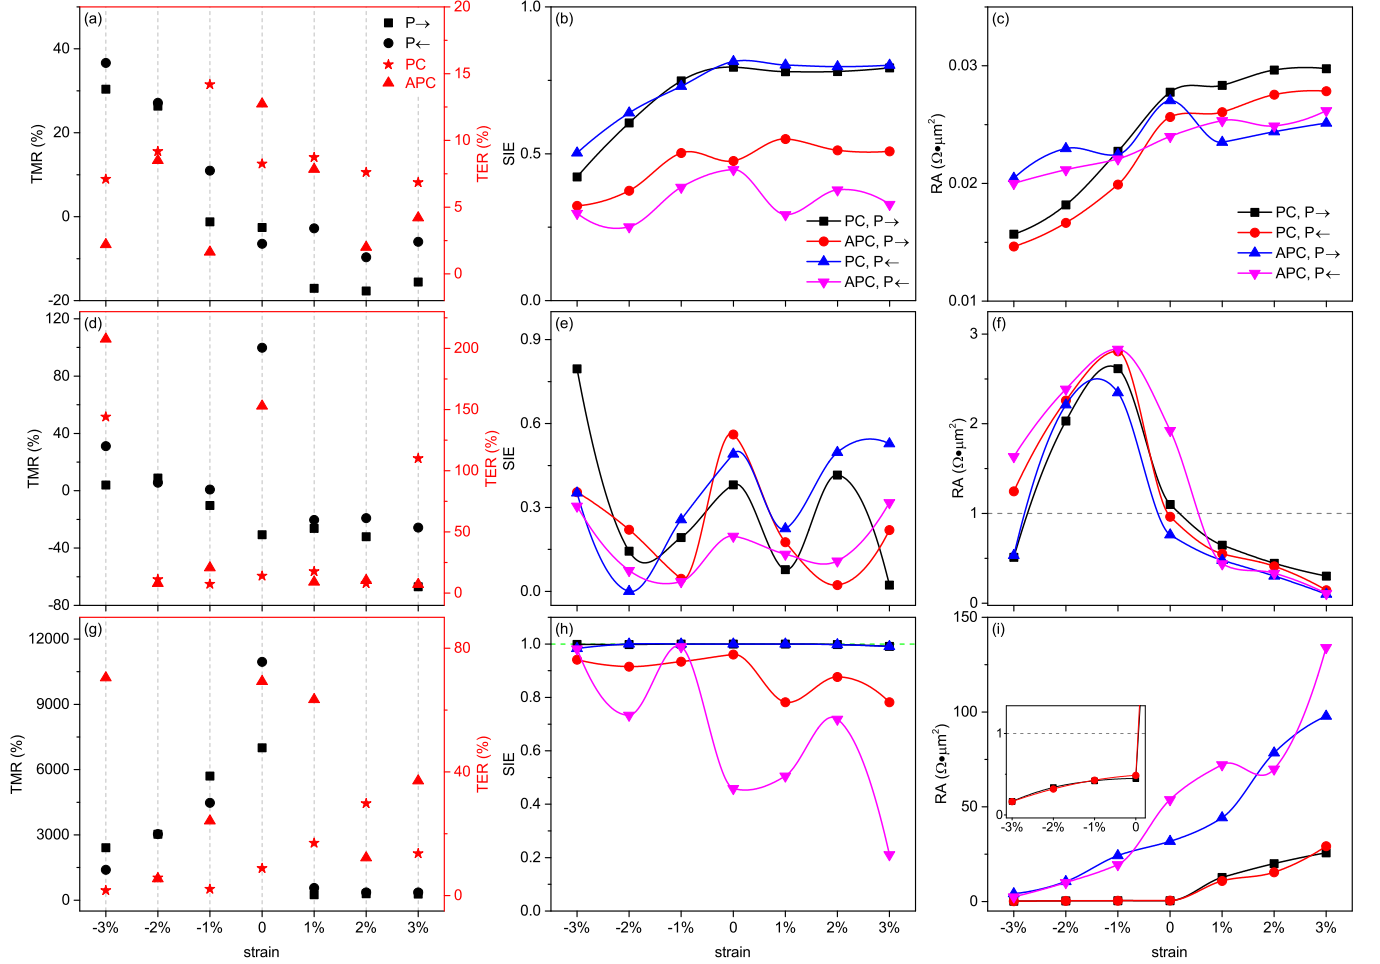 (a)
P→
P←
PC
APC
40
20
0
-20
TMR (%)
20
15
10
5
0
TER (%)
(b)
1.0
0.5
0.0
SIE
PC, P→
APC, P→
PC, P←
APC, P←
(c)
0.03
0.02
0.01
RA (Ω•μm²)
PC, P→
PC, P←
APC, P→
APC, P←
(d)
120
80
40
0
-40
-80
TMR (%)
200
150
100
50
0
TER (%)
(e)
0.9
0.6
0.3
0.0
SIE
(f)
3
2
1
0
RA (Ω•μm²)
(g)
12000
9000
6000
3000
0
TMR (%)
80
40
0
TER (%)
-3% -2% -1% 0 1% 2% 3%
strain
(h)
1.0
0.8
0.6
0.4
0.2
0.0
SIE
-3% -2% -1% 0 1% 2% 3%
strain
(i)
150
100
50
0
RA (Ω•μm²)
1
0
-3% -2% -1% 0
-3% -2% -1% 0 1% 2% 3%
strain